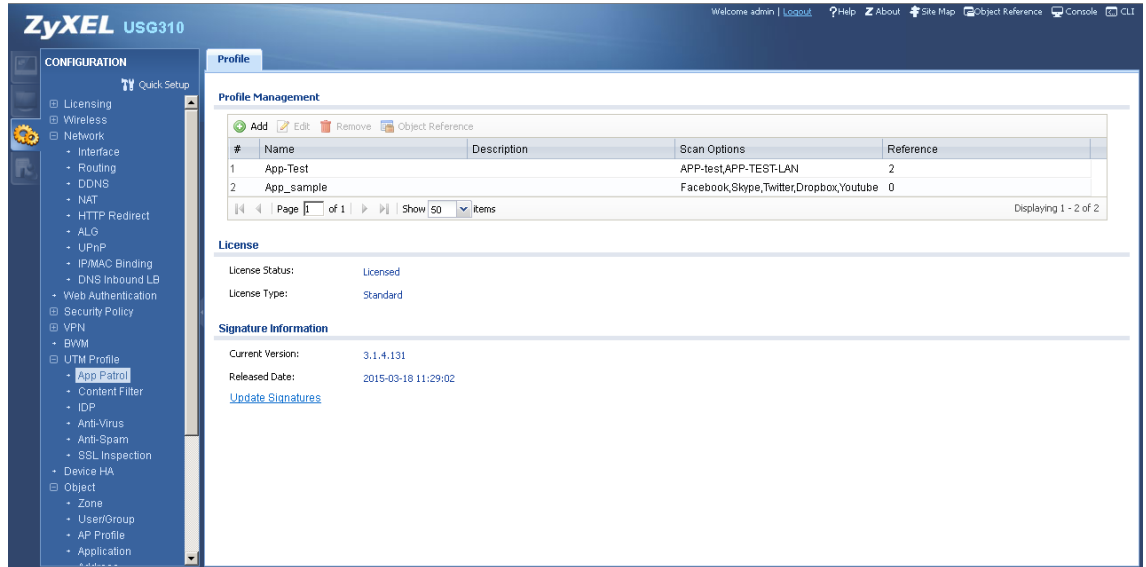 ZyXEL USG310
Welcome admin | Logout ?Help Z About Site Map Object Reference Console CLI
CONFIGURATION
Quick Setup
Licensing
Wireless
Network
Interface
Routing
DDNS
NAT
HTTP Redirect
ALG
UPnP
IP/MAC Binding
DNS Inbound LB
Web Authentication
Security Policy
VPN
BWM
UTM Profile
App Patrol
Content Filter
IDP
Anti-Virus
Anti-Spam
SSL Inspection
Device HA
Object
Zone
User/Group
AP Profile
Application
Profile
Profile Management
Add Edit Remove Object Reference
# Name Description Scan Options Reference
1 App-Test APP-test,APP-TEST-LAN 2
2 App_sample Facebook,Skype,Twitter,Dropbox,Youtube 0
Page 1 of 1 Show 50 items Displaying 1 - 2 of 2
License
License Status: Licensed
License Type: Standard
Signature Information
Current Version: 3.1.4.131
Released Date: 2015-03-18 11:29:02
Update Signatures